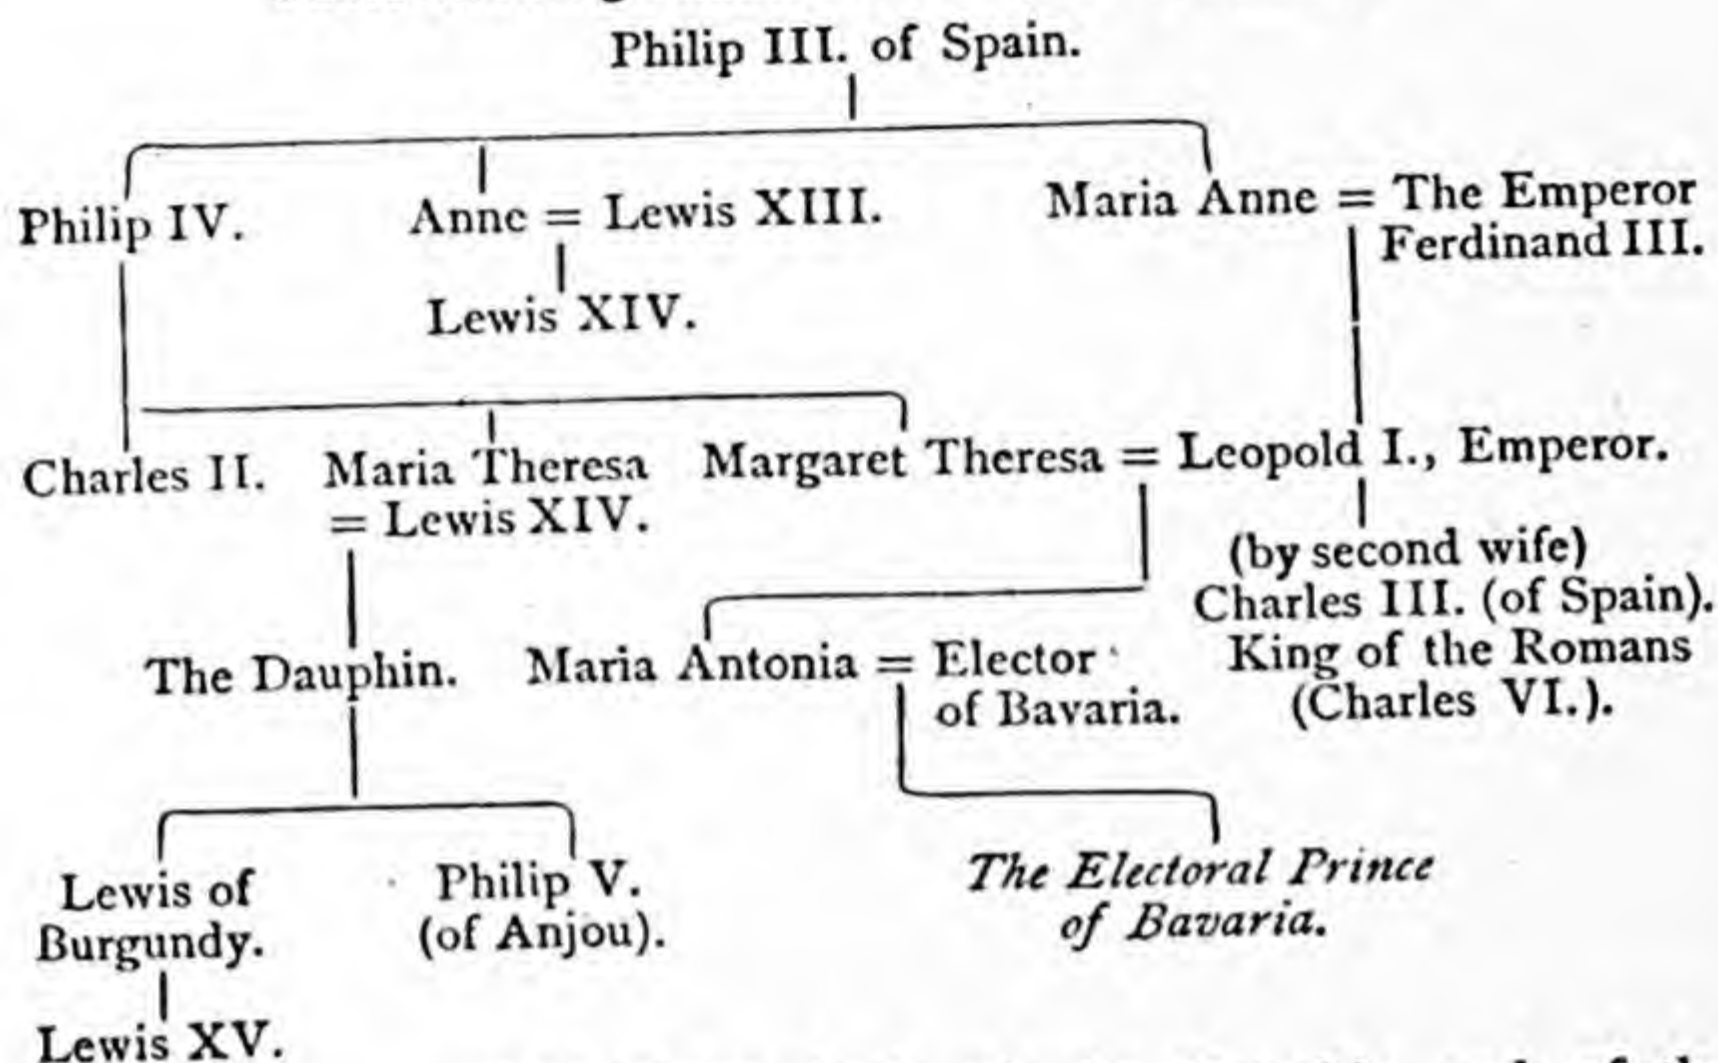 Philip III. of Spain.
Philip IV. Anne = Lewis XIII. Maria Anne = The Emperor
Ferdinand III.
Lewis XIV.
Charles II. Maria Theresa Margaret Theresa = Leopold I., Emperor.
= Lewis XIV.
(by second wife)
Charles III. (of Spain).
The Dauphin. Maria Antonia = Elector King of the Romans
of Bavaria. (Charles VI.).
Lewis of Philip V. The Electoral Prince
Burgundy. (of Anjou). of Bavaria.
Lewis XV.